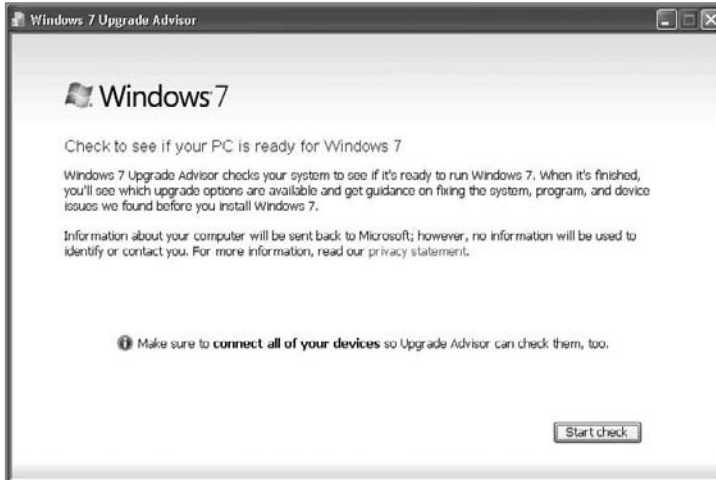 Windows 7 Upgrade Advisor
Windows 7
Check to see if your PC is ready for Windows 7
Windows 7 Upgrade Advisor checks your system to see if it's ready to run Windows 7. When it's finished,
you'll see which upgrade options are available and get guidance on fixing the system, program, and device
issues we found before you install Windows 7.
Information about your computer will be sent back to Microsoft; however, no information will be used to
identify or contact you. For more information, read our privacy statement.
Make sure to connect all of your devices so Upgrade Advisor can check them, too.
Start check